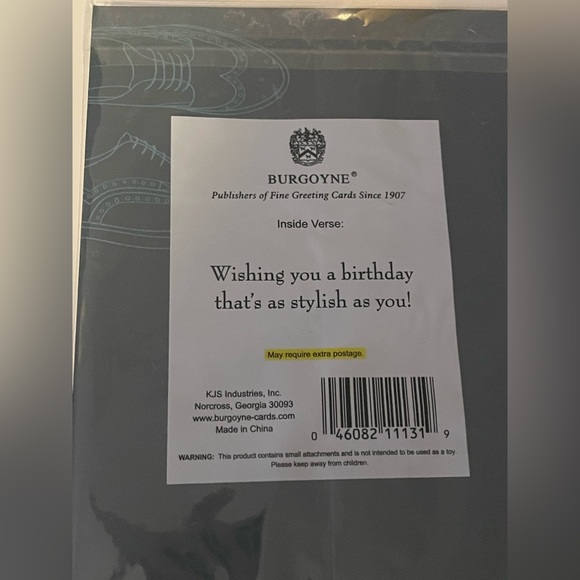 BURGOYNE®
Publishers of Fine Greeting Cards Since 1907
Inside Verse:
Wishing you a birthday
that's as stylish as you!
May require extra postage.
KJS Industries, Inc.
Norcross, Georgia 30093
www.burgoyne-cards.com
Made in China
0 46082 11131 9
WARNING: This product contains small attachments and is not intended to be used as a toy.
Please keep away from children.